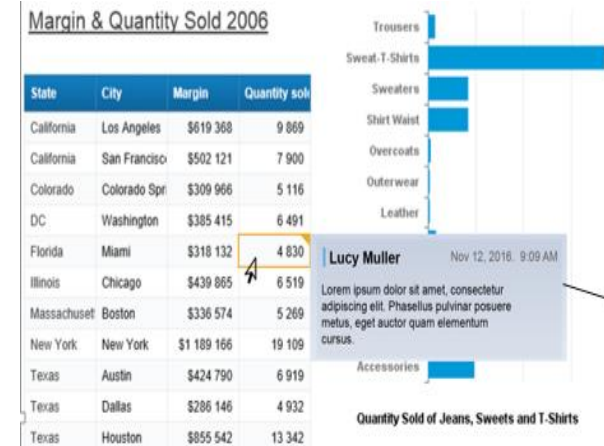 Margin & Quantity Sold 2006
State City Margin Quantity sol
California Los Angeles $619 368 9 869
California San Francisc $502 121 7 900
Colorado Colorado Spr $309 966 5 116
DC Washington $385 415 6 491
Florida Miami $318 132 4 830
Illinois Chicago $439 865 6 519
Massachuset Boston $336 574 5 269
New York New York $1 189 166 19 109
Texas Austin $424 790 6 919
Texas Dallas $286 146 4 932
Texas Houston $855 542 13 342
Trousers
Sweat-T-Shirts
Sweaters
Shirt Waist
Overcoats
Outerwear
Leather
Lucy Muller Nov 12, 2016. 9:09 AM
Lorem ipsum dolor sit amet, consectetur
adipiscing elit. Phasellus pulvinar posuere
metus, eget auctor quam elementum
cursus.
Accessories
Quantity Sold of Jeans, Sweets and T-Shirts